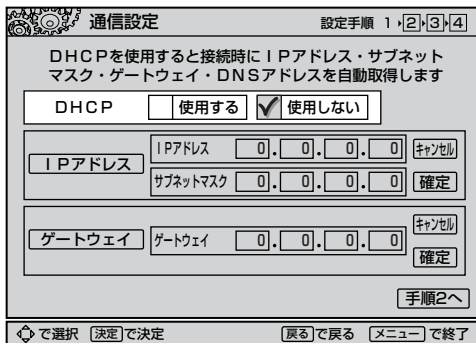 通信設定 設定手順 1 2 3 4
DHCPを使用すると接続時にIPアドレス・サブネット
マスク・ゲートウェイ・DNSアドレスを自動取得します
DHCP 使用する 使用しない
IPアドレス
IPアドレス 0. 0. 0. 0 キャンセル
サブネットマスク 0. 0. 0. 0 確定
ゲートウェイ
ゲートウェイ 0. 0. 0. 0 キャンセル
確定
手順2へ
で選択 決定で決定 戻るで戻る メニューで終了